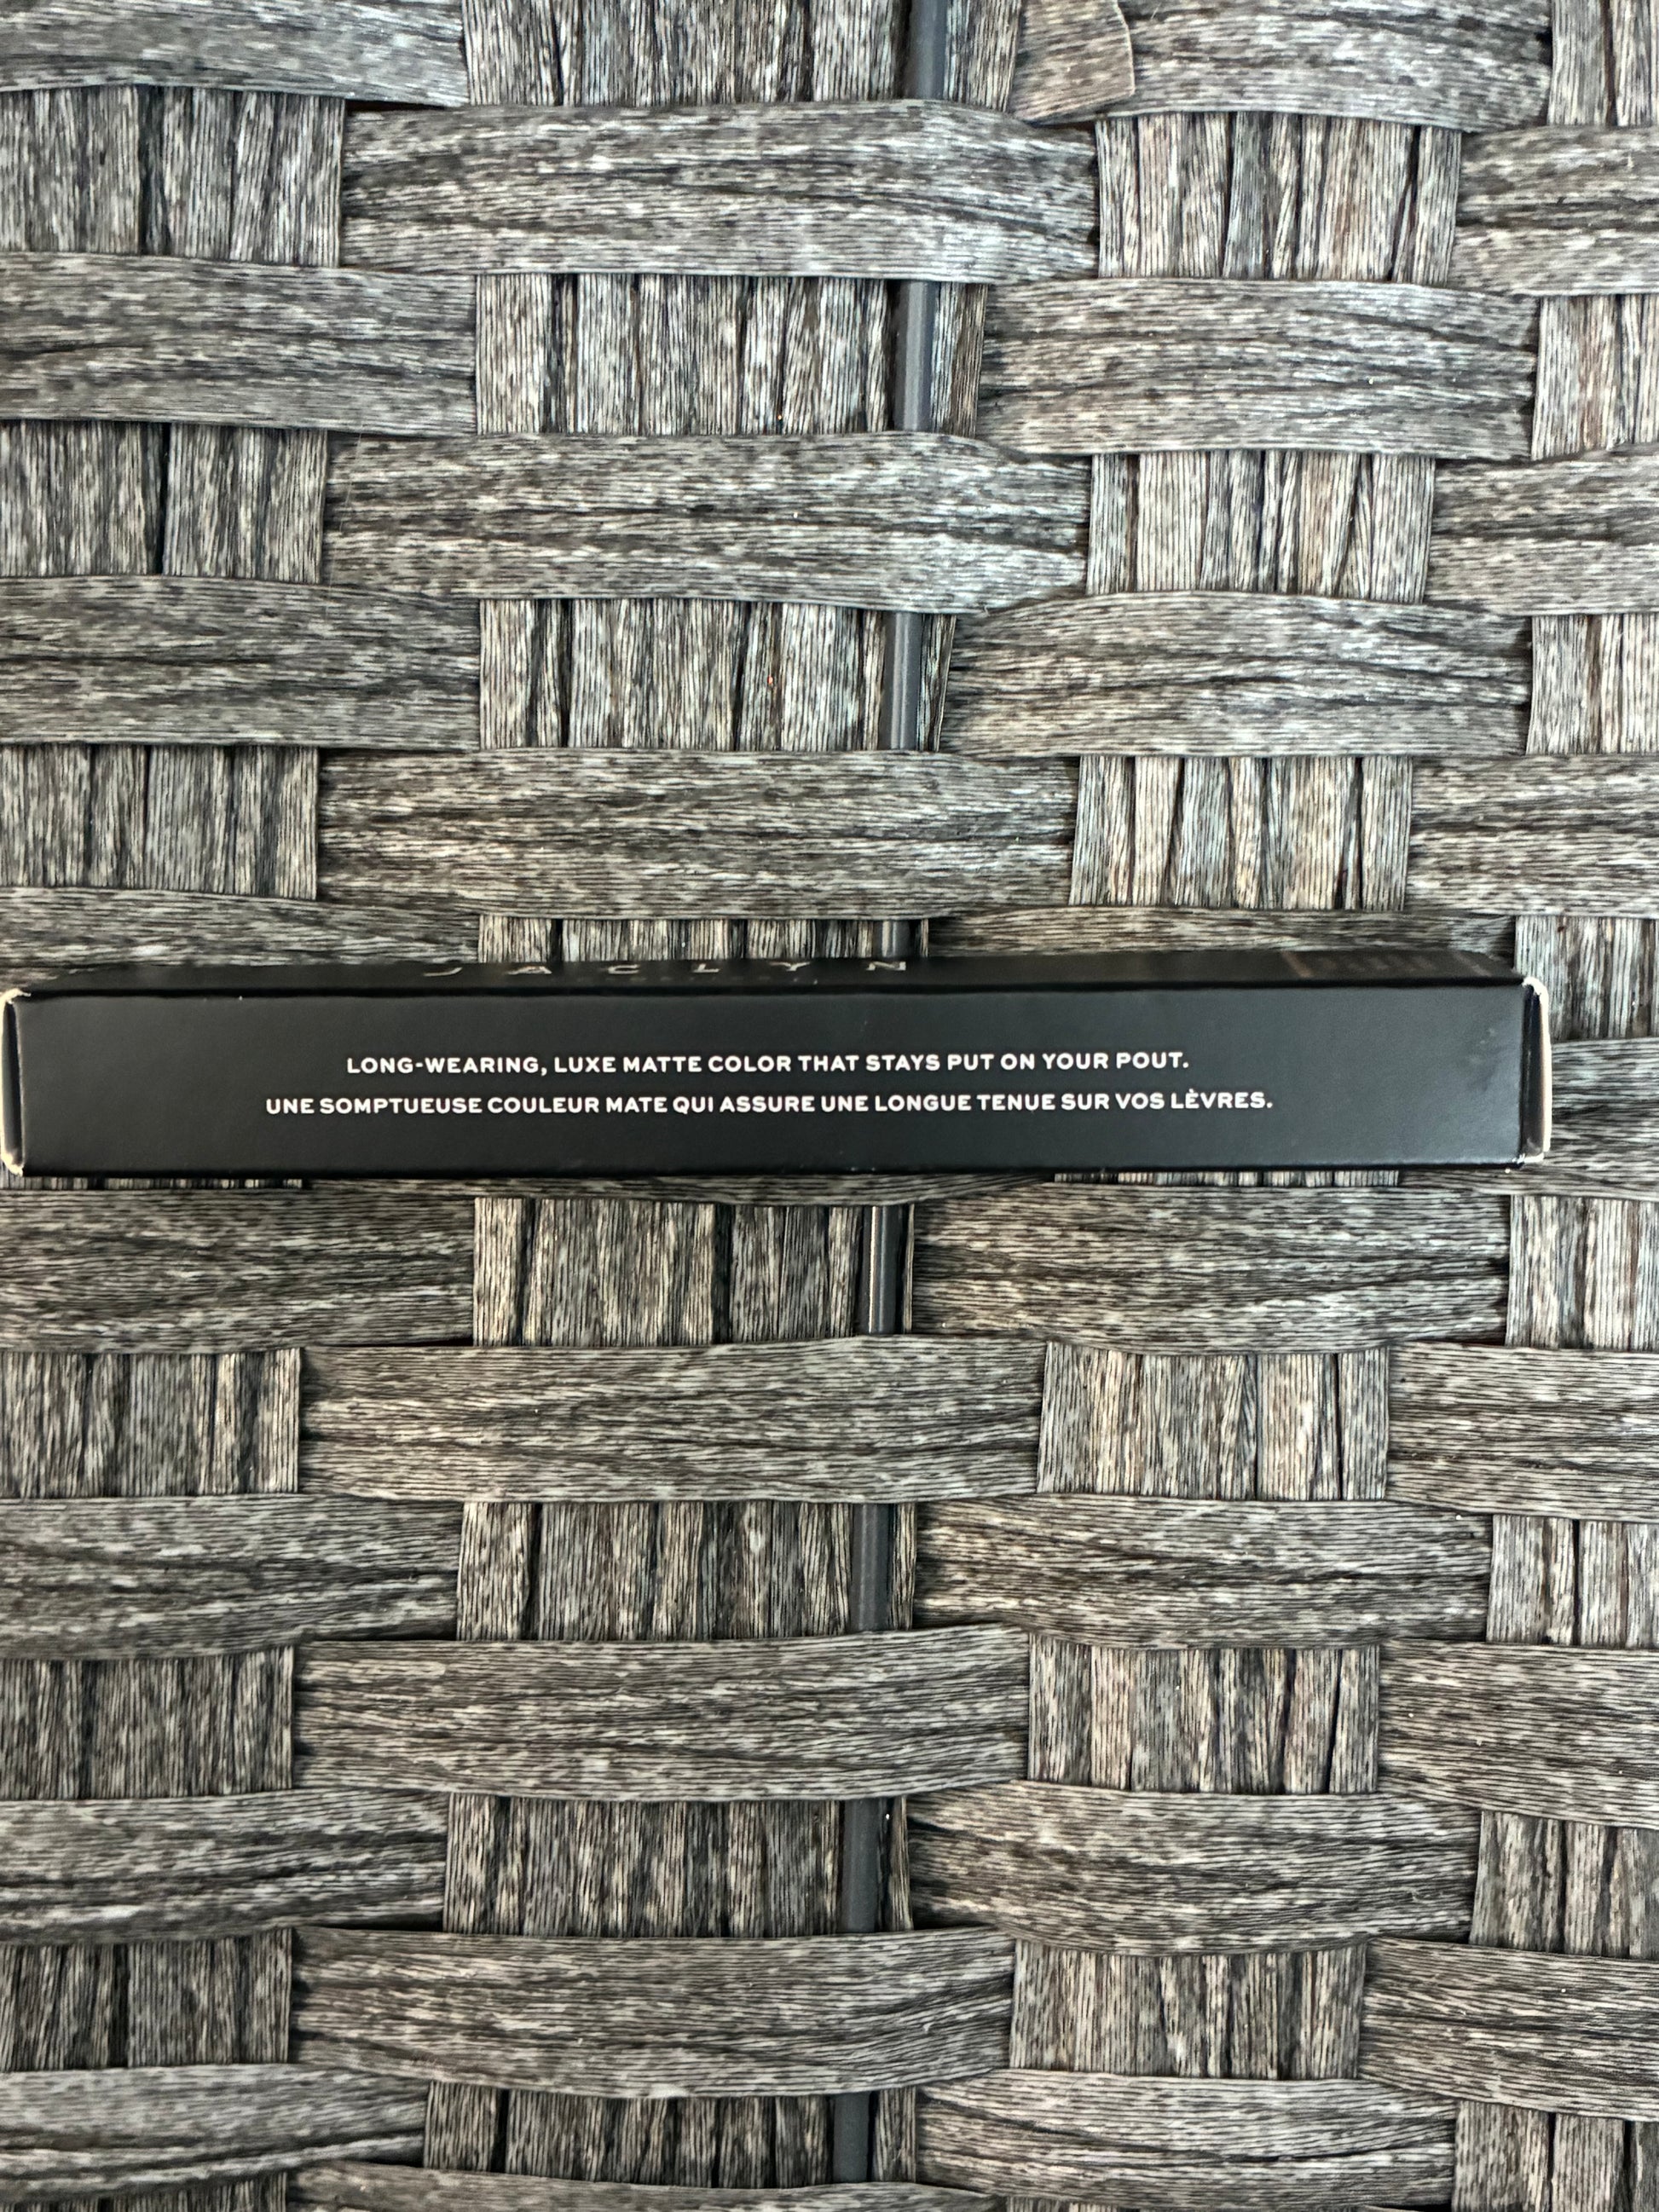 JACLYN
LONG-WEARING, LUXE MATTE COLOR THAT STAYS PUT ON YOUR POUT.
UNE SOMPTUEUSE COULEUR MATE QUI ASSURE UNE LONGUE TENUE SUR VOS LÈVRES.